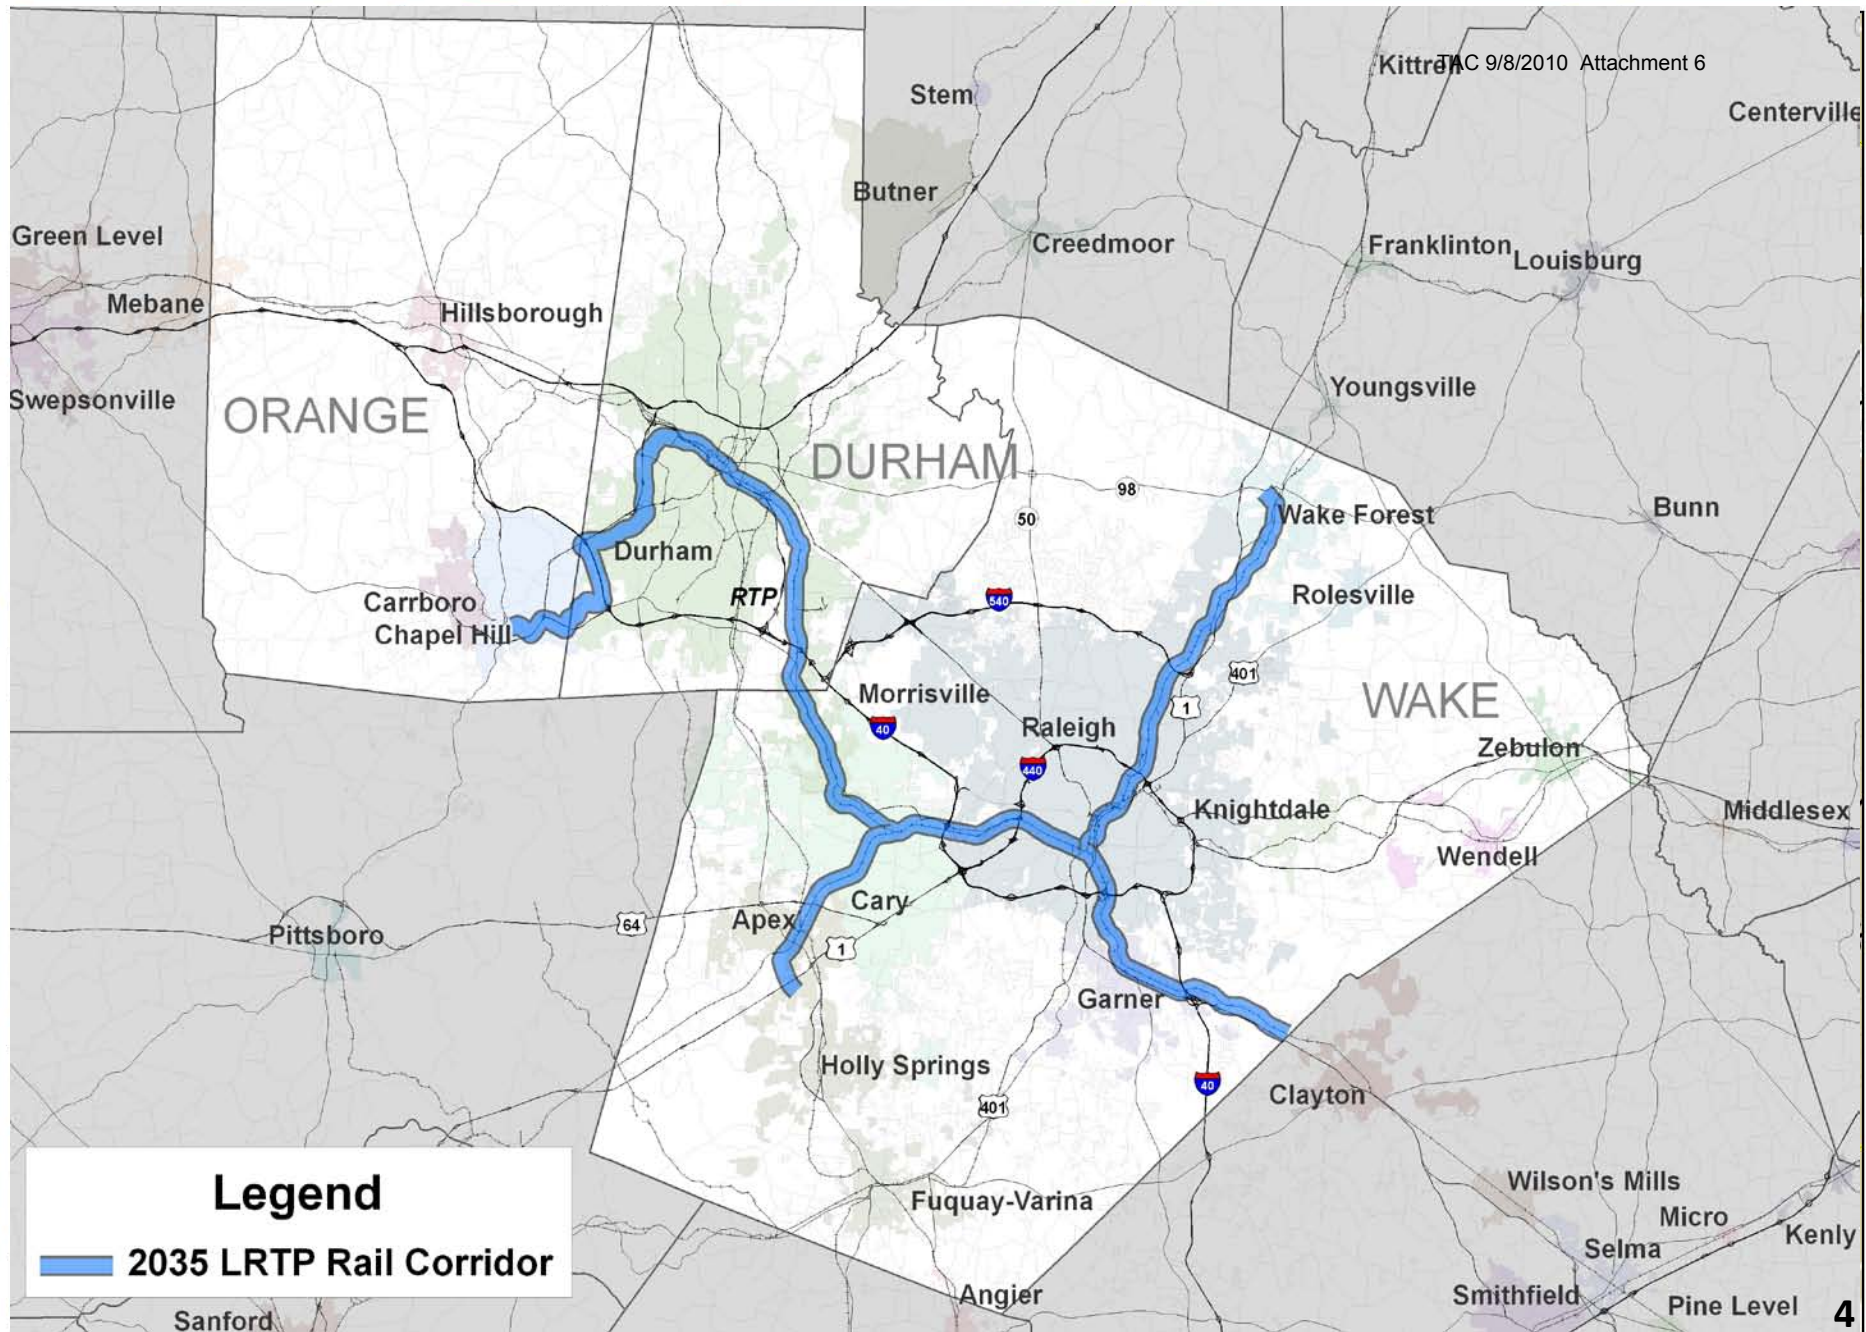 TAC 9/8/2010 Attachment 6
Kittrell
Stem
Centerville
Butner
Green Level
Creedmoor
Franklinton
Louisburg
Mebane
Hillsborough
Swepsonville
ORANGE
Youngsville
DURHAM
98
50
Wake Forest
Bunn
Durham
RTP
540
Rolesville
Carrboro
Chapel Hill
401
Morrisville
WAKE
1
40
Raleigh
440
Zebulon
Knightdale
Middlesex
Wendell
Cary
Apex
64
1
Pittsboro
Garner
Holly Springs
40
401
Clayton
Legend
2035 LRTP Rail Corridor
Fuquay-Varina
Wilson's Mills
Micro
Kenly
Selma
Angier
Smithfield
Pine Level
Sanford
4